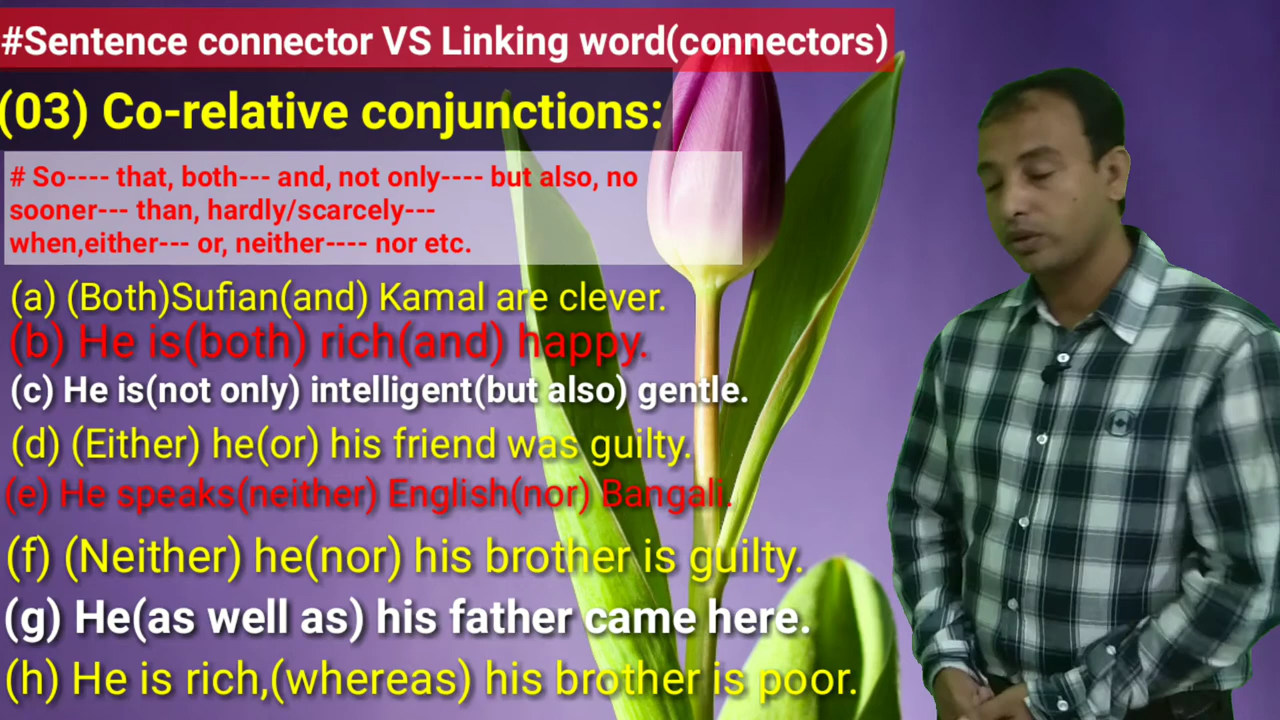 #Sentence connector VS Linking word(connectors)
(03) Co-relative conjunctions:
# So---- that, both--- and, not only---- but also, no
sooner--- than, hardly/scarcely---
when,either--- or, neither---- nor etc.
(a) (Both)Sufian(and) Kamal are clever.
(b) He is(both) rich(and) happy.
(c) He is(not only) intelligent(but also) gentle.
(d) (Either) he(or) his friend was guilty.
(e) He speaks(neither) English(nor) Bangali.
(f) (Neither) he(nor) his brother is guilty.
(g) He(as well as) his father came here.
(h) He is rich,(whereas) his brother is poor.